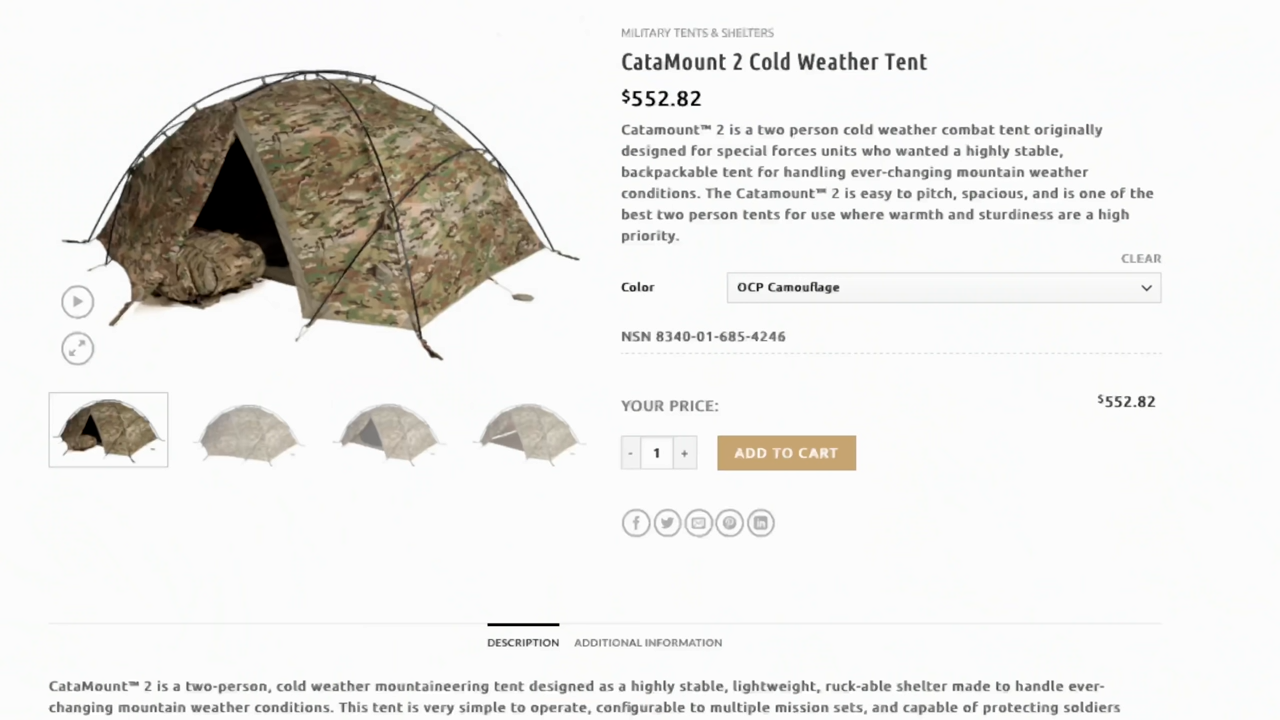 MILITARY TENTS & SHELTERS
CataMount 2 Cold Weather Tent
$552.82
Catamount™ 2 is a two person cold weather combat tent originally
designed for special forces units who wanted a highly stable,
backpackable tent for handling ever-changing mountain weather
conditions. The Catamount™ 2 is easy to pitch, spacious, and is one of the
best two person tents for use where warmth and sturdiness are a high
priority.
CLEAR
Color
OCP Camouflage
NSN 8340-01-685-4246
YOUR PRICE:
$552.82
- 1 +
ADD TO CART
DESCRIPTION
ADDITIONAL INFORMATION
CataMount™ 2 is a two-person, cold weather mountaineering tent designed as a highly stable, lightweight, ruck-able shelter made to handle ever-
changing mountain weather conditions. This tent is very simple to operate, configurable to multiple mission sets, and capable of protecting soldiers